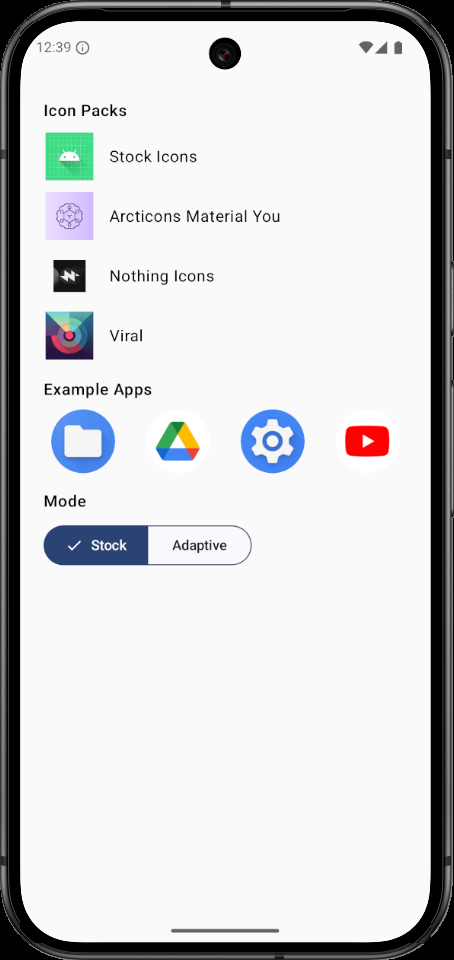 12:39
Icon Packs
Stock Icons
Arcticons Material You
Nothing Icons
Viral
Example Apps
Mode
Stock Adaptive